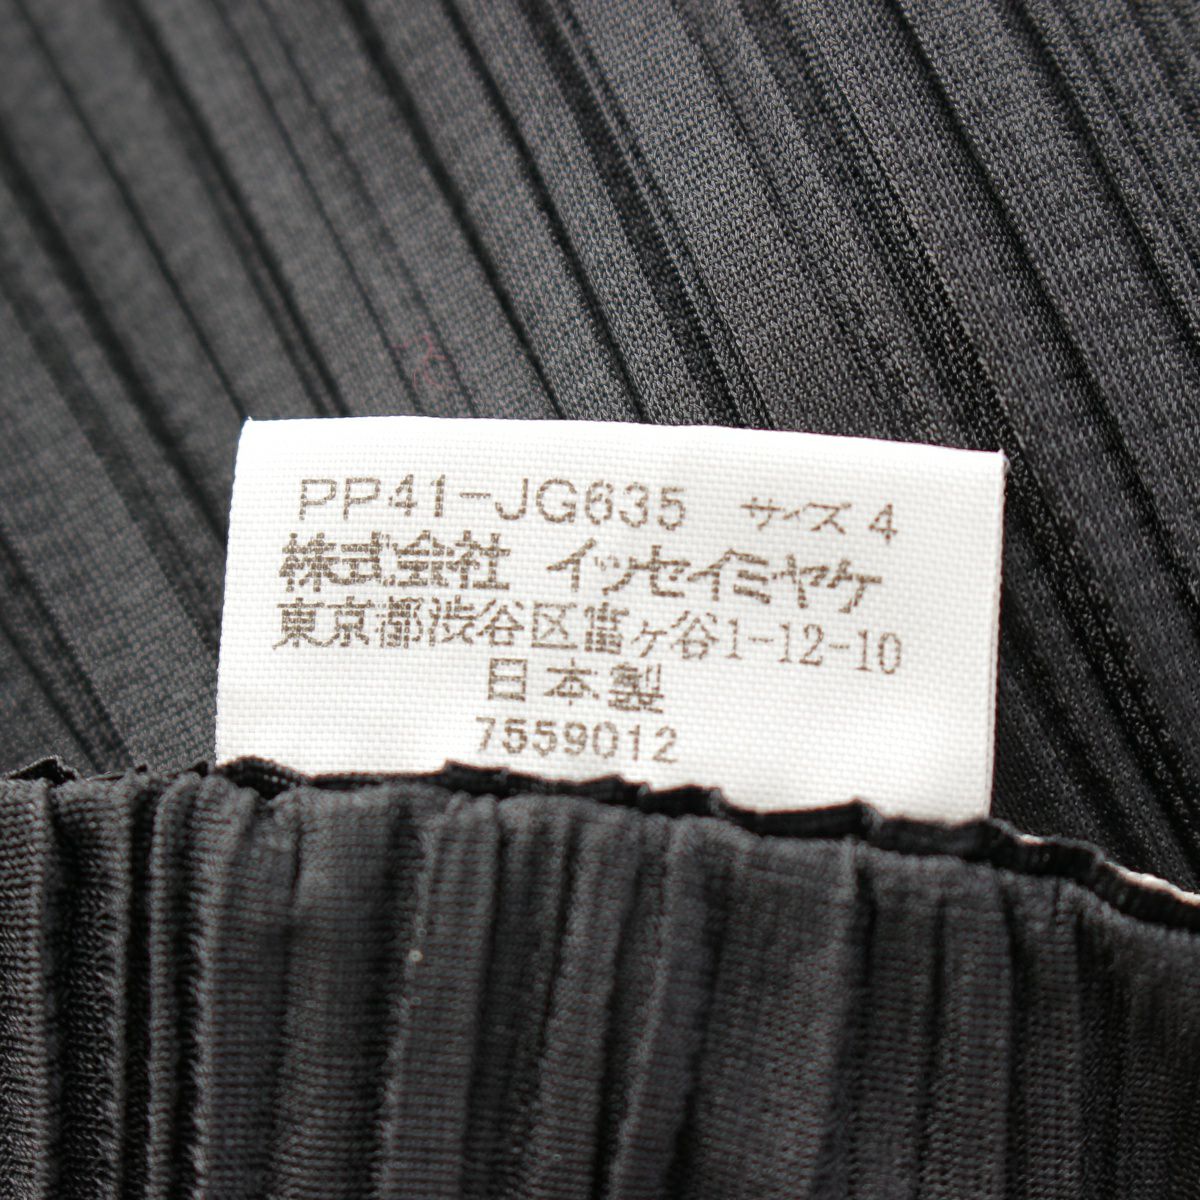 PP41-JG635 サイズ 4
株式会社 イッセイミヤケ
東京都渋谷区富ヶ谷1-12-10
日本製
7559012